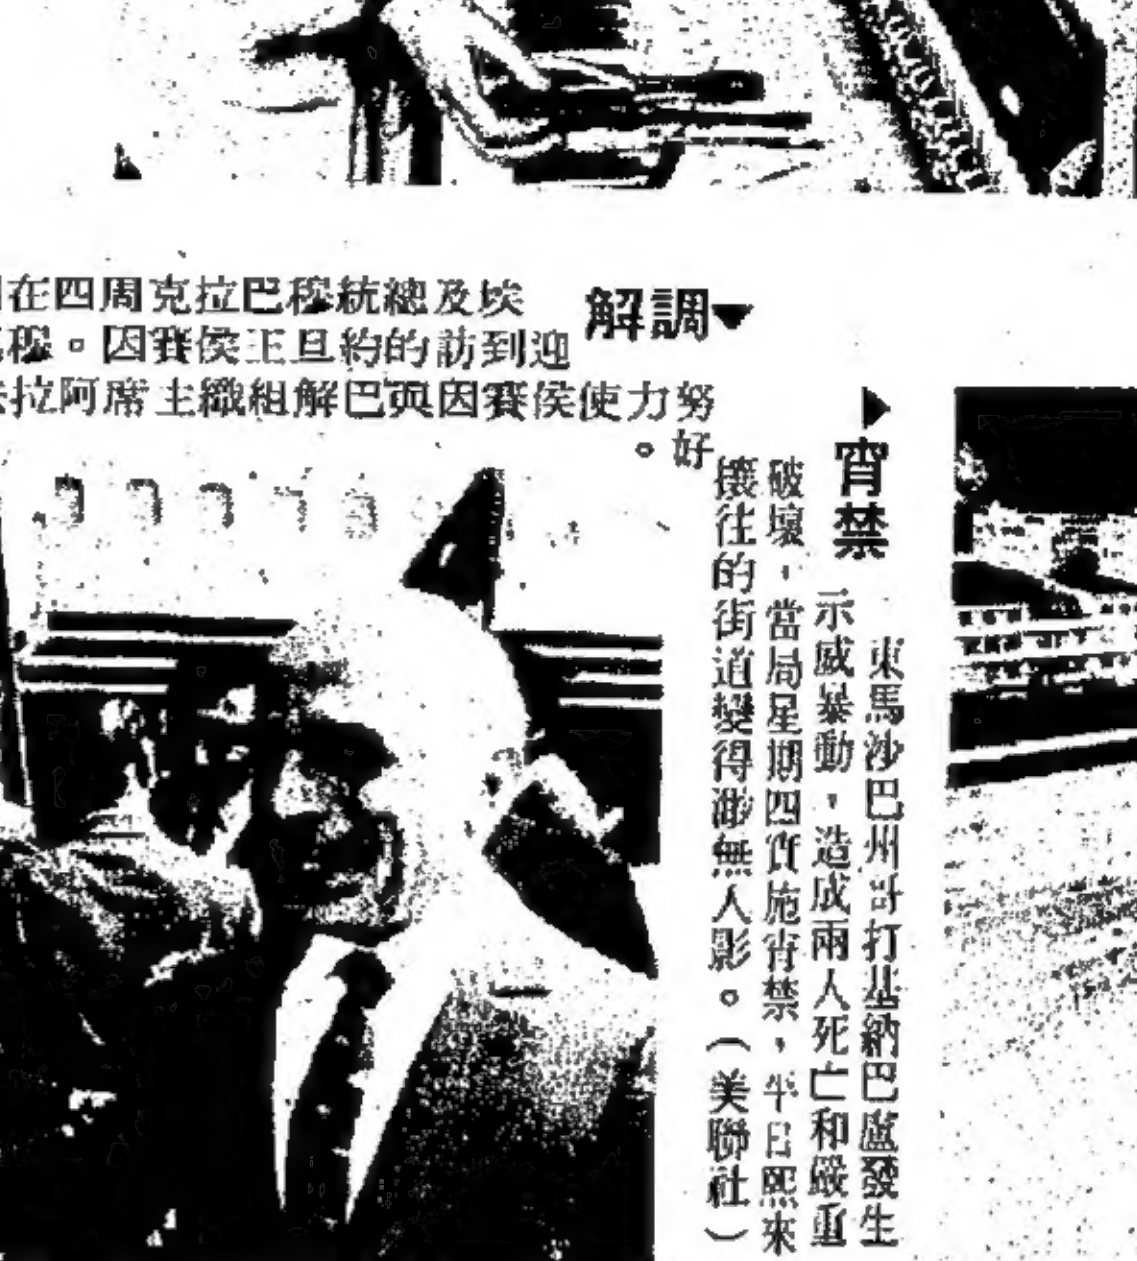 ▼調解
埃及總統穆巴拉克周四在
迎到訪的約旦王侯賽因。穆
努力使侯賽因與巴解組織主席阿拉
好。
▶宵禁
東馬沙巴州哥打基納巴盧發生
示威暴動，造成兩人死亡和嚴重
破壞，當局星期四實施宵禁，平日熙來
攘往的街道變得渺無人影。（美聯社）